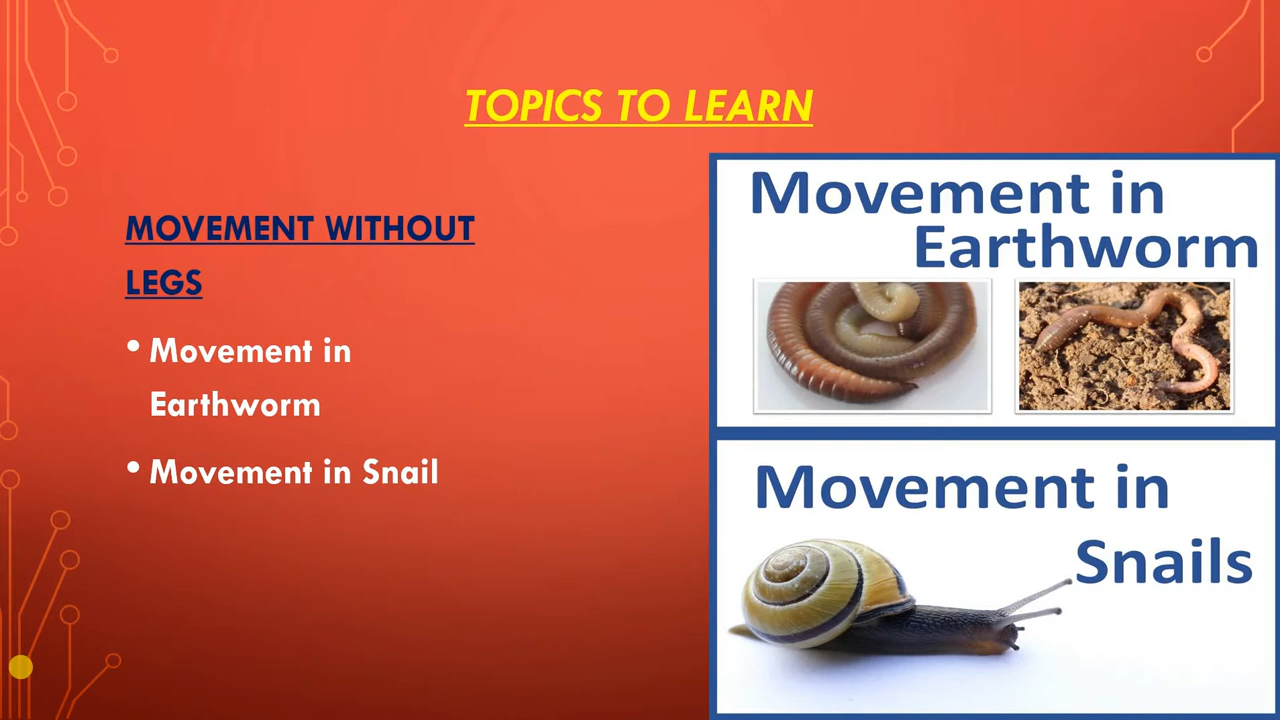 TOPICS TO LEARN
MOVEMENT WITHOUT
LEGS
• Movement in
Earthworm
• Movement in Snail
Movement in
Earthworm
Movement in
Snails